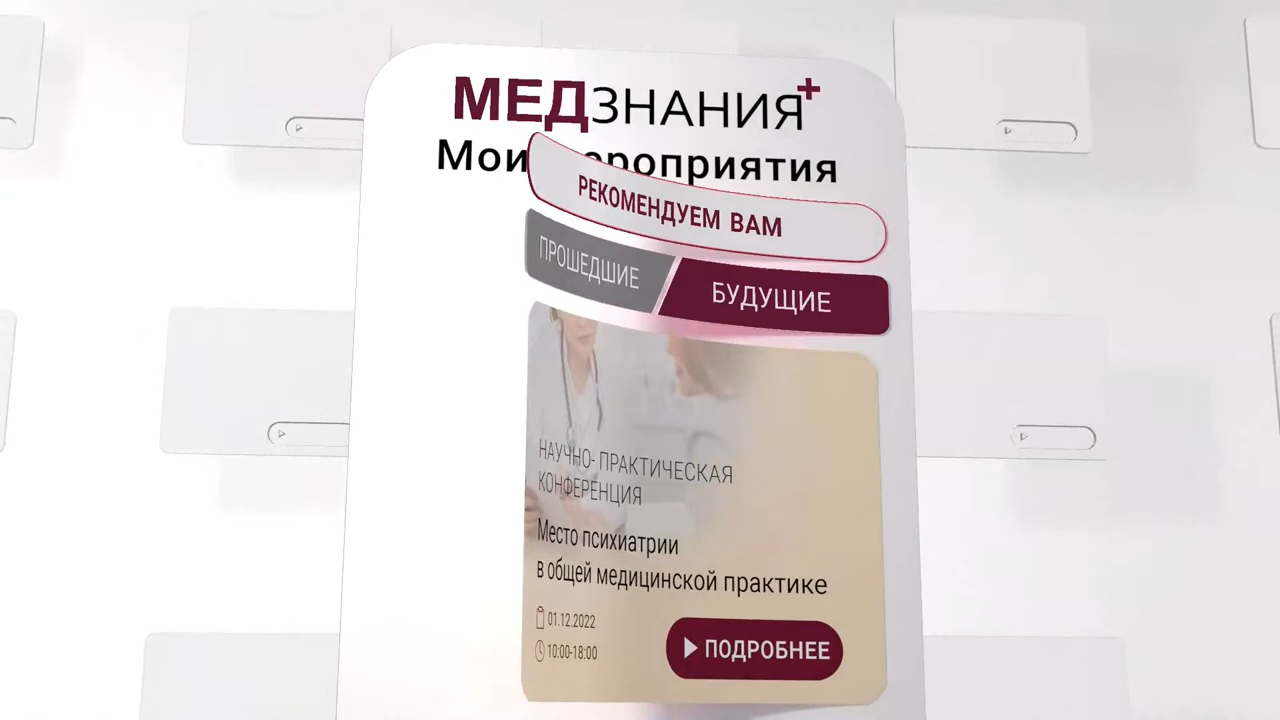 МЕДЗНАНИЯ+
Мои мероприятия
РЕКОМЕНДУЕМ ВАМ
ПРОШЕДШИЕ
БУДУЩИЕ
НАУЧНО- ПРАКТИЧЕСКАЯ
КОНФЕРЕНЦИЯ
Место психиатрии
в общей медицинской практике
01.12.2022
10:00-18:00
ПОДРОБНЕЕ